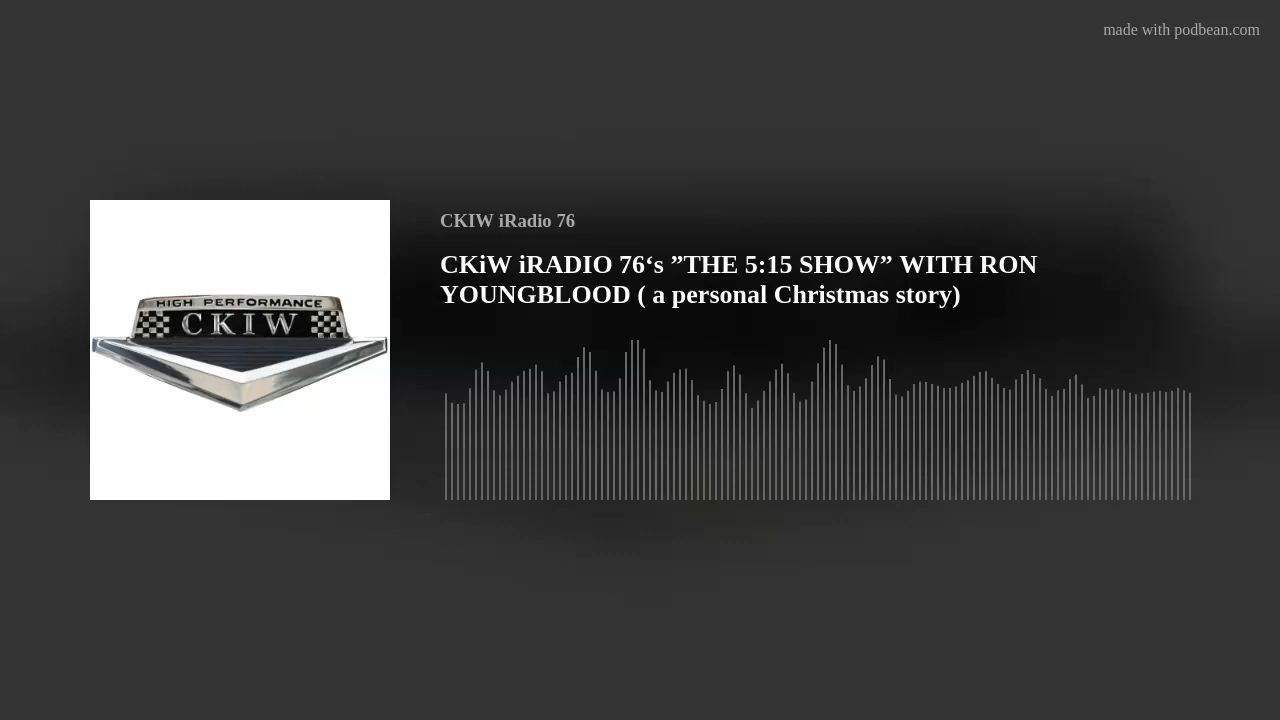 made with podbean.com
HIGH PERFORMANCE
CKIW
CKIW iRadio 76
CKiW iRADIO 76‘s ”THE 5:15 SHOW” WITH RON
YOUNGBLOOD ( a personal Christmas story)